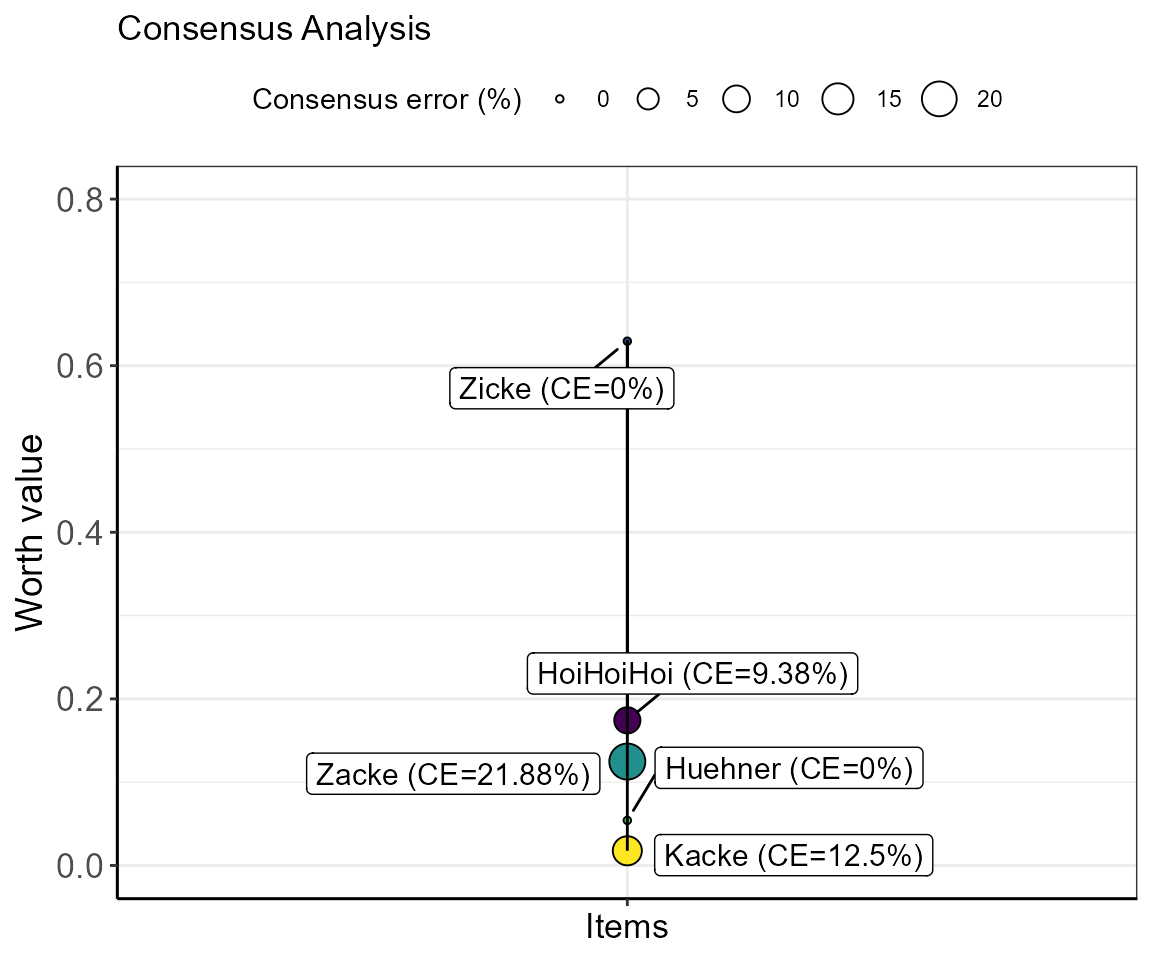 Consensus Analysis
Consensus error (%) 0 5 10 15 20
Worth value
0.8
0.6
0.4
0.2
0.0
Zicke (CE=0%)
HoiHoiHoi (CE=9.38%)
Zacke (CE=21.88%)
Huehner (CE=0%)
Kacke (CE=12.5%)
Items